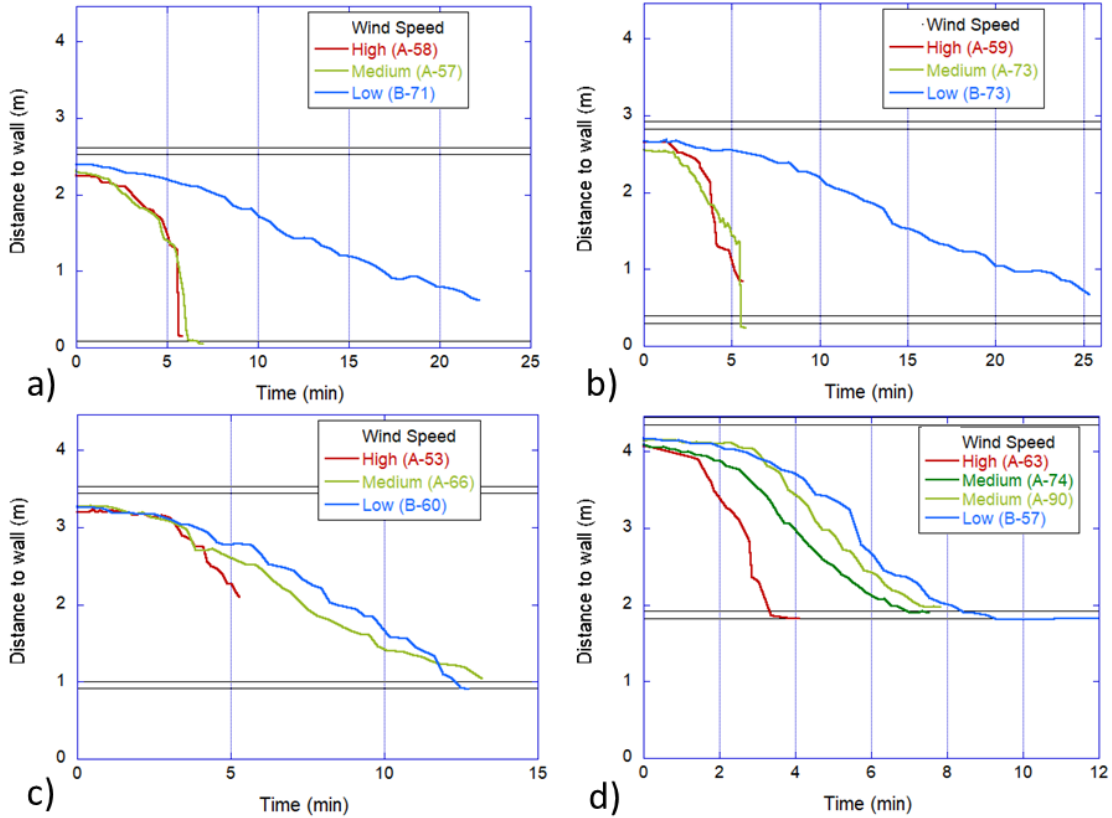 Wind Speed
High (A-58)
Medium (A-57)
Low (B-71)
Distance to wall (m)
4
3
2
1
0
0 5 10 15 20 25
Time (min)
a)
Wind Speed
High (A-59)
Medium (A-73)
Low (B-73)
Distance to wall (m)
4
3
2
1
0
0 5 10 15 20 25
Time (min)
b)
Wind Speed
High (A-53)
Medium (A-66)
Low (B-60)
Distance to wall (m)
4
3
2
1
0
0 5 10 15
Time (min)
c)
Wind Speed
High (A-63)
Medium (A-74)
Medium (A-90)
Low (B-57)
Distance to wall (m)
4
3
2
1
0
0 2 4 6 8 10 12
Time (min)
d)